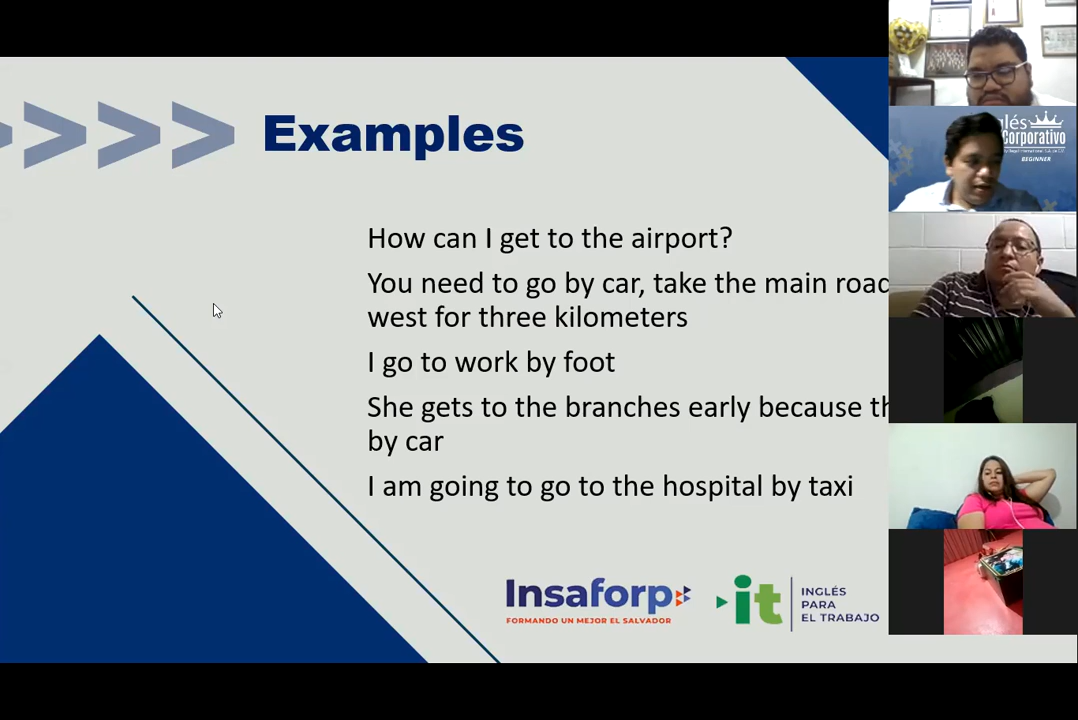 Examples
How can I get to the airport?
You need to go by car, take the main road
west for three kilometers
I go to work by foot
She gets to the branches early because
by car
I am going to go to the hospital by taxi
Insaforp
FORMANDO UN MEJOR EL SALVADOR
it
INGLÉS
PARA
EL TRABAJO
Corporativo
BEGINNER